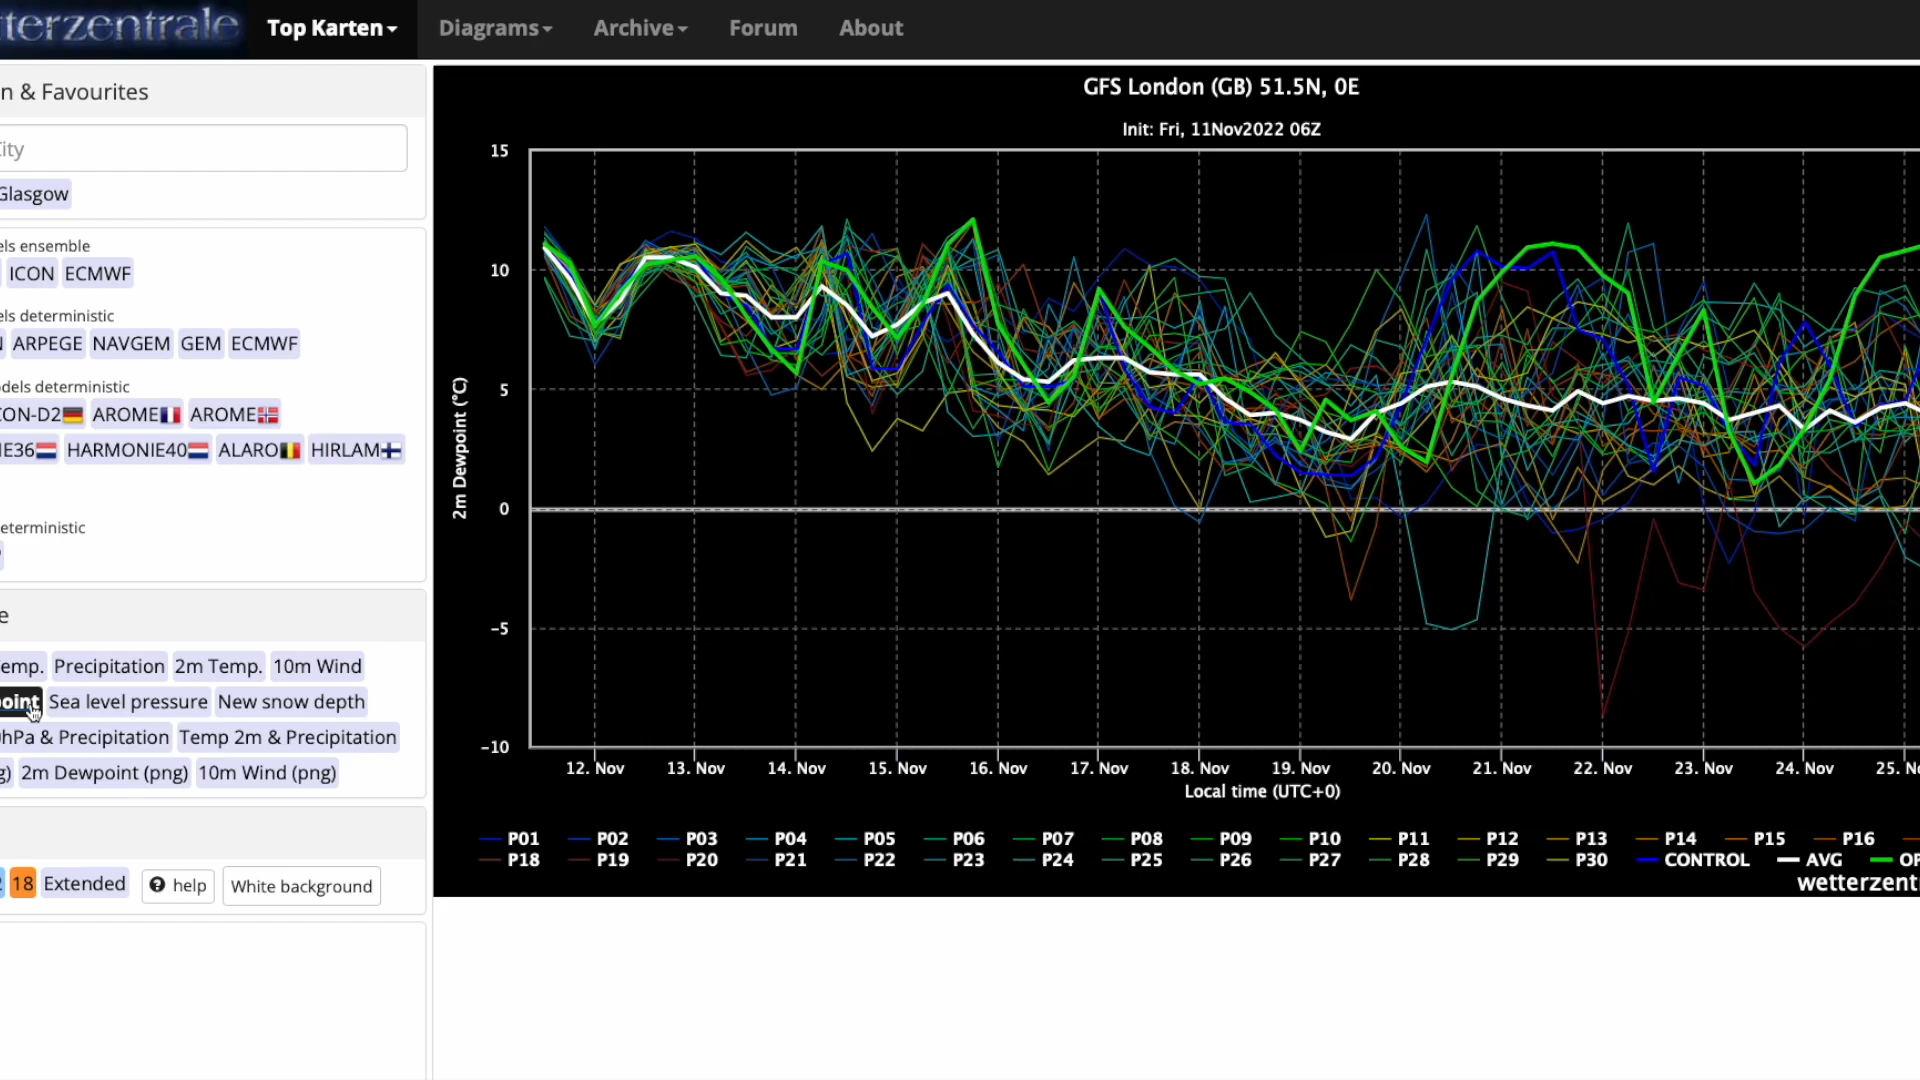 tterzentrale Top Karten Diagrams Archive Forum About
n & Favourites
City
Glasgow
els ensemble
ICON ECMWF
els deterministic
ARPEGE NAVGEM GEM ECMWF
dels deterministic
CON-D2 AROME AROME
IE36 HARMONIE40 ALARO HIRLAM
eterministic
e
emp. Precipitation 2m Temp. 10m Wind
point Sea level pressure New snow depth
hPa & Precipitation Temp 2m & Precipitation
g) 2m Dewpoint (png) 10m Wind (png)
18 Extended help White background
GFS London (GB) 51.5N, 0E
Init: Fri, 11Nov2022 06Z
15
10
5
0
-5
-10
2m Dewpoint (°C)
12. Nov 13. Nov 14. Nov 15. Nov 16. Nov 17. Nov 18. Nov 19. Nov 20. Nov 21. Nov 22. Nov 23. Nov 24. Nov 25. N
Local time (UTC+0)
P01 P02 P03 P04 P05 P06 P07 P08 P09 P10 P11 P12 P13 P14 P15 P16
P18 P19 P20 P21 P22 P23 P24 P25 P26 P27 P28 P29 P30 CONTROL AVG OP
wetterzent